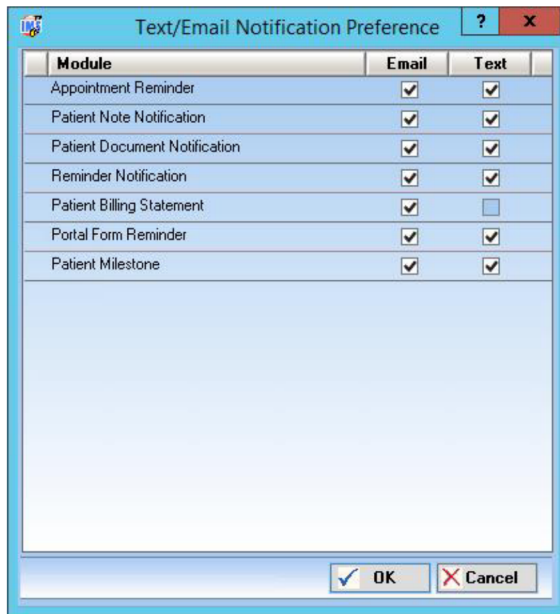 IMS
Text/Email Notification Preference ? x
Module Email Text
Appointment Reminder
Patient Note Notification
Patient Document Notification
Reminder Notification
Patient Billing Statement
Portal Form Reminder
Patient Milestone
OK Cancel